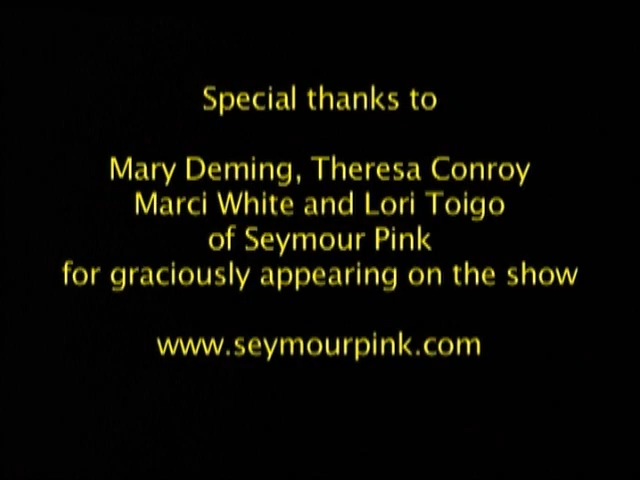 Special thanks to
Mary Deming, Theresa Conroy
Marci White and Lori Toigo
of Seymour Pink
for graciously appearing on the show
www.seymourpink.com